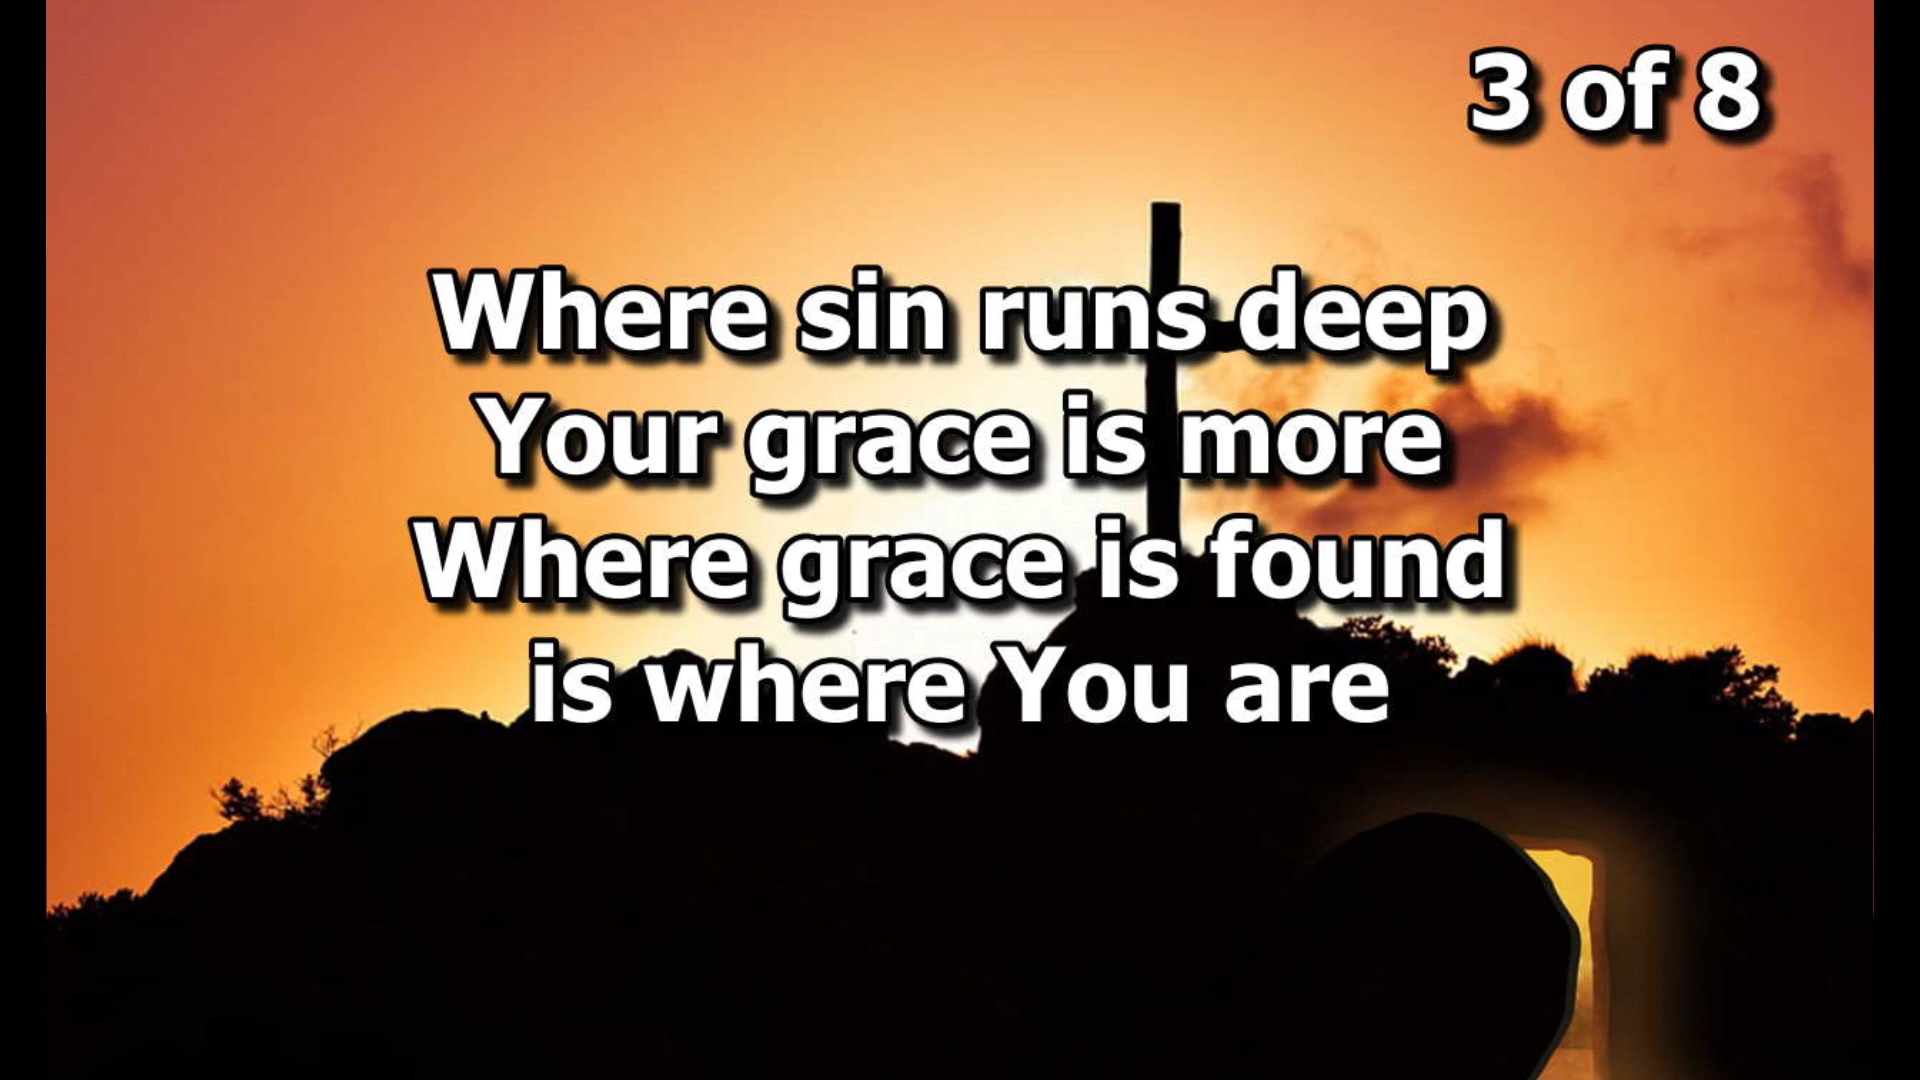 3 of 8
Where sin runs deep
Your grace is more
Where grace is found
is where You are